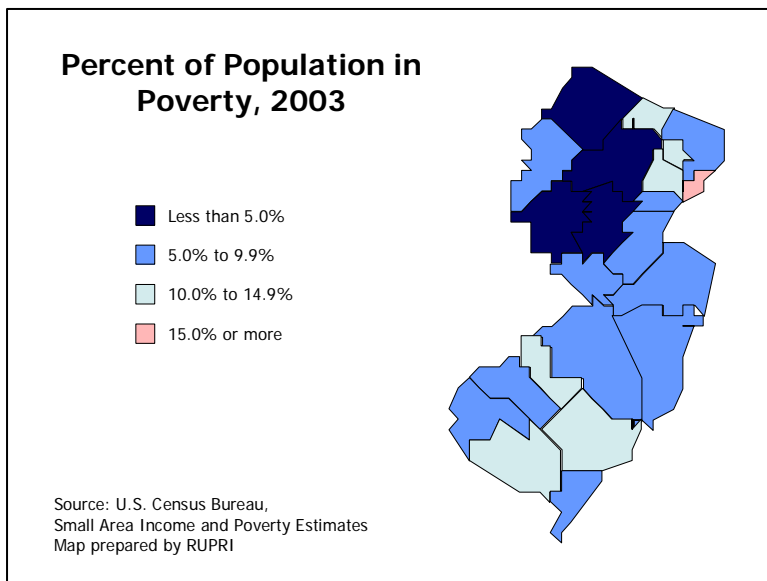 Percent of Population in
Poverty, 2003
Less than 5.0%
5.0% to 9.9%
10.0% to 14.9%
15.0% or more
Source: U.S. Census Bureau,
Small Area Income and Poverty Estimates
Map prepared by RUPRI